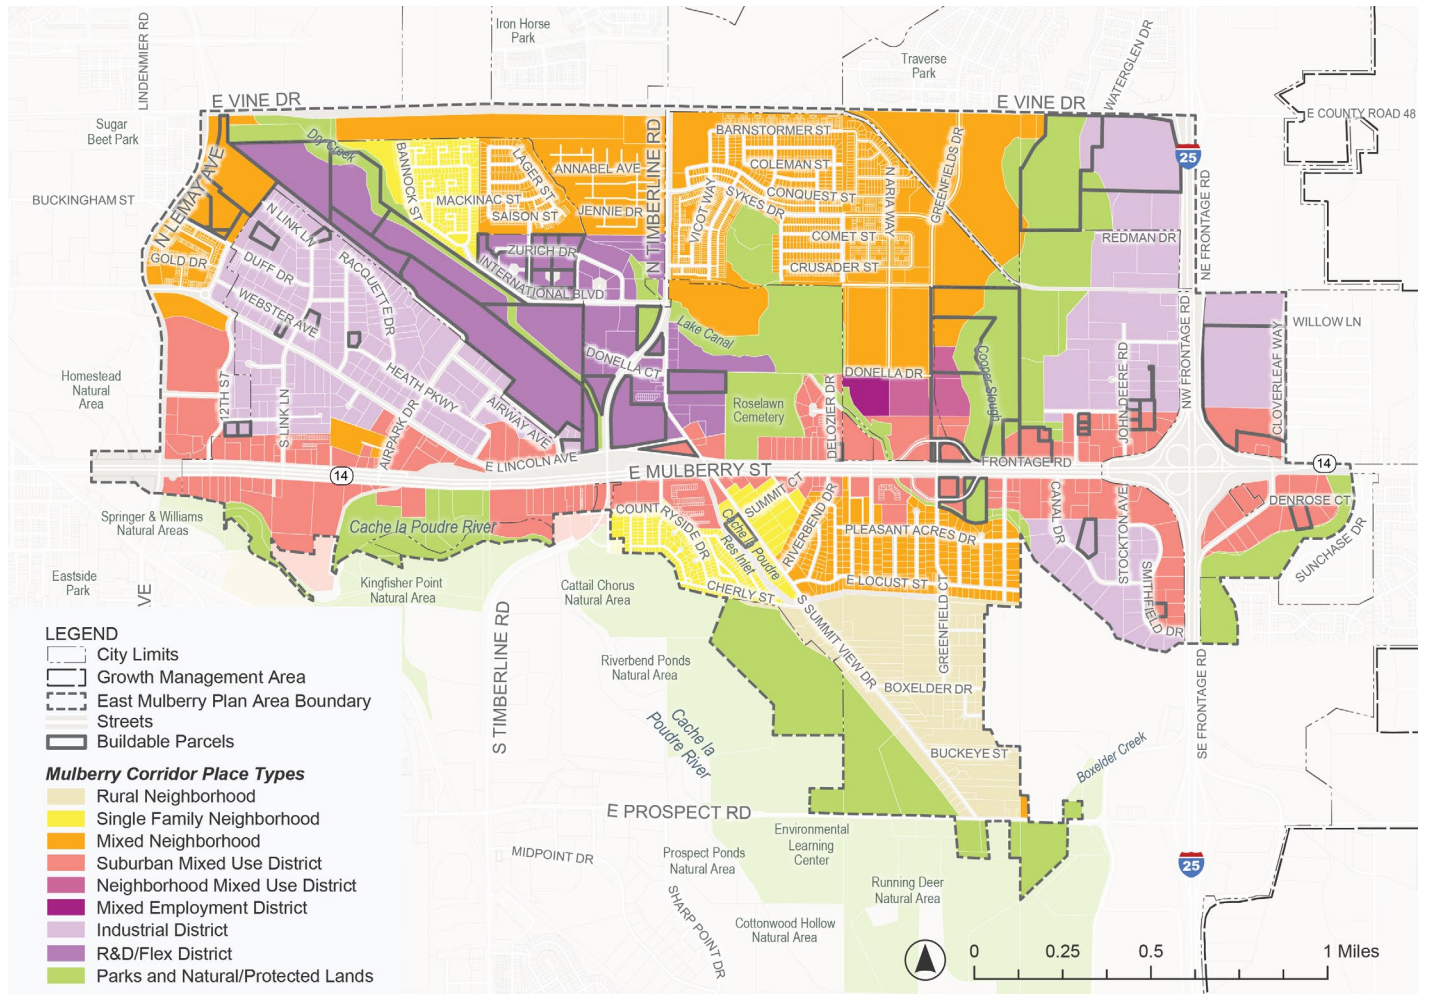 LINDENMIER RD
Iron Horse
Park
Traverse
Park
WATERGLEN DR
E VINE DR
E VINE DR
E COUNTY ROAD 48
Sugar
Beet Park
Dry Creek
BANNOCK ST
LAGER ST
ANNABEL AVE
N TIMBERLINE RD
BARNSTORMER ST
COLEMAN ST
N ARIA WAY
GREENFIELDS DR
25
NE FRONTAGE RD
BUCKINGHAM ST
N LEMAY AVE
MACKINAC ST
SAISON ST
JENNIE DR
VICOT WAY
SYKES DR
CONQUEST ST
COMET ST
CRUSADER ST
REDMAN DR
N LINK LN
GOLD DR
DUFF DR
RACQUETTE DR
ZURICH DR
INTERNATIONAL BLVD
WEBSTER AVE
Lake Canal
NW FRONTAGE RD
WILLOW LN
CLOVERLEAF WAY
Homestead
Natural
Area
12TH ST
S LINK LN
HEATH PKWY
AIRPARK DR
AIRWAY AVE
DONELLA CT
DONELLA DR
Roselawn
Cemetery
DELOZIER DR
Cooper Slough
JOHN DEERE RD
E LINCOLN AVE
E MULBERRY ST
FRONTAGE RD
14
14
Springer & Williams
Natural Areas
Cache la Poudre River
COUNTRYSIDE DR
SUMMIT CT
Cache la Poudre
Res Inlet
RIVERBEND DR
PLEASANT ACRES DR
CANAL DR
STOCKTON AVE
SMITHFIELD DR
DENROSE CT
SUNCHASE DR
Eastside
Park
AVE
Kingfisher Point
Natural Area
Cattail Chorus
Natural Area
CHERLY ST
E LOCUST ST
GREENFIELD CT
S SUMMIT VIEW DR
S TIMBERLINE RD
Riverbend Ponds
Natural Area
BOXELDER DR
SE FRONTAGE RD
Cache la
Poudre River
BUCKEYE ST
Boxelder Creek
E PROSPECT RD
Environmental
Learning
Center
MIDPOINT DR
Prospect Ponds
Natural Area
SHARP POINT DR
Running Deer
Natural Area
Cottonwood Hollow
Natural Area
25
LEGEND
City Limits
Growth Management Area
East Mulberry Plan Area Boundary
Streets
Buildable Parcels
Mulberry Corridor Place Types
Rural Neighborhood
Single Family Neighborhood
Mixed Neighborhood
Suburban Mixed Use District
Neighborhood Mixed Use District
Mixed Employment District
Industrial District
R&D/Flex District
Parks and Natural/Protected Lands
0 0.25 0.5 1 Miles